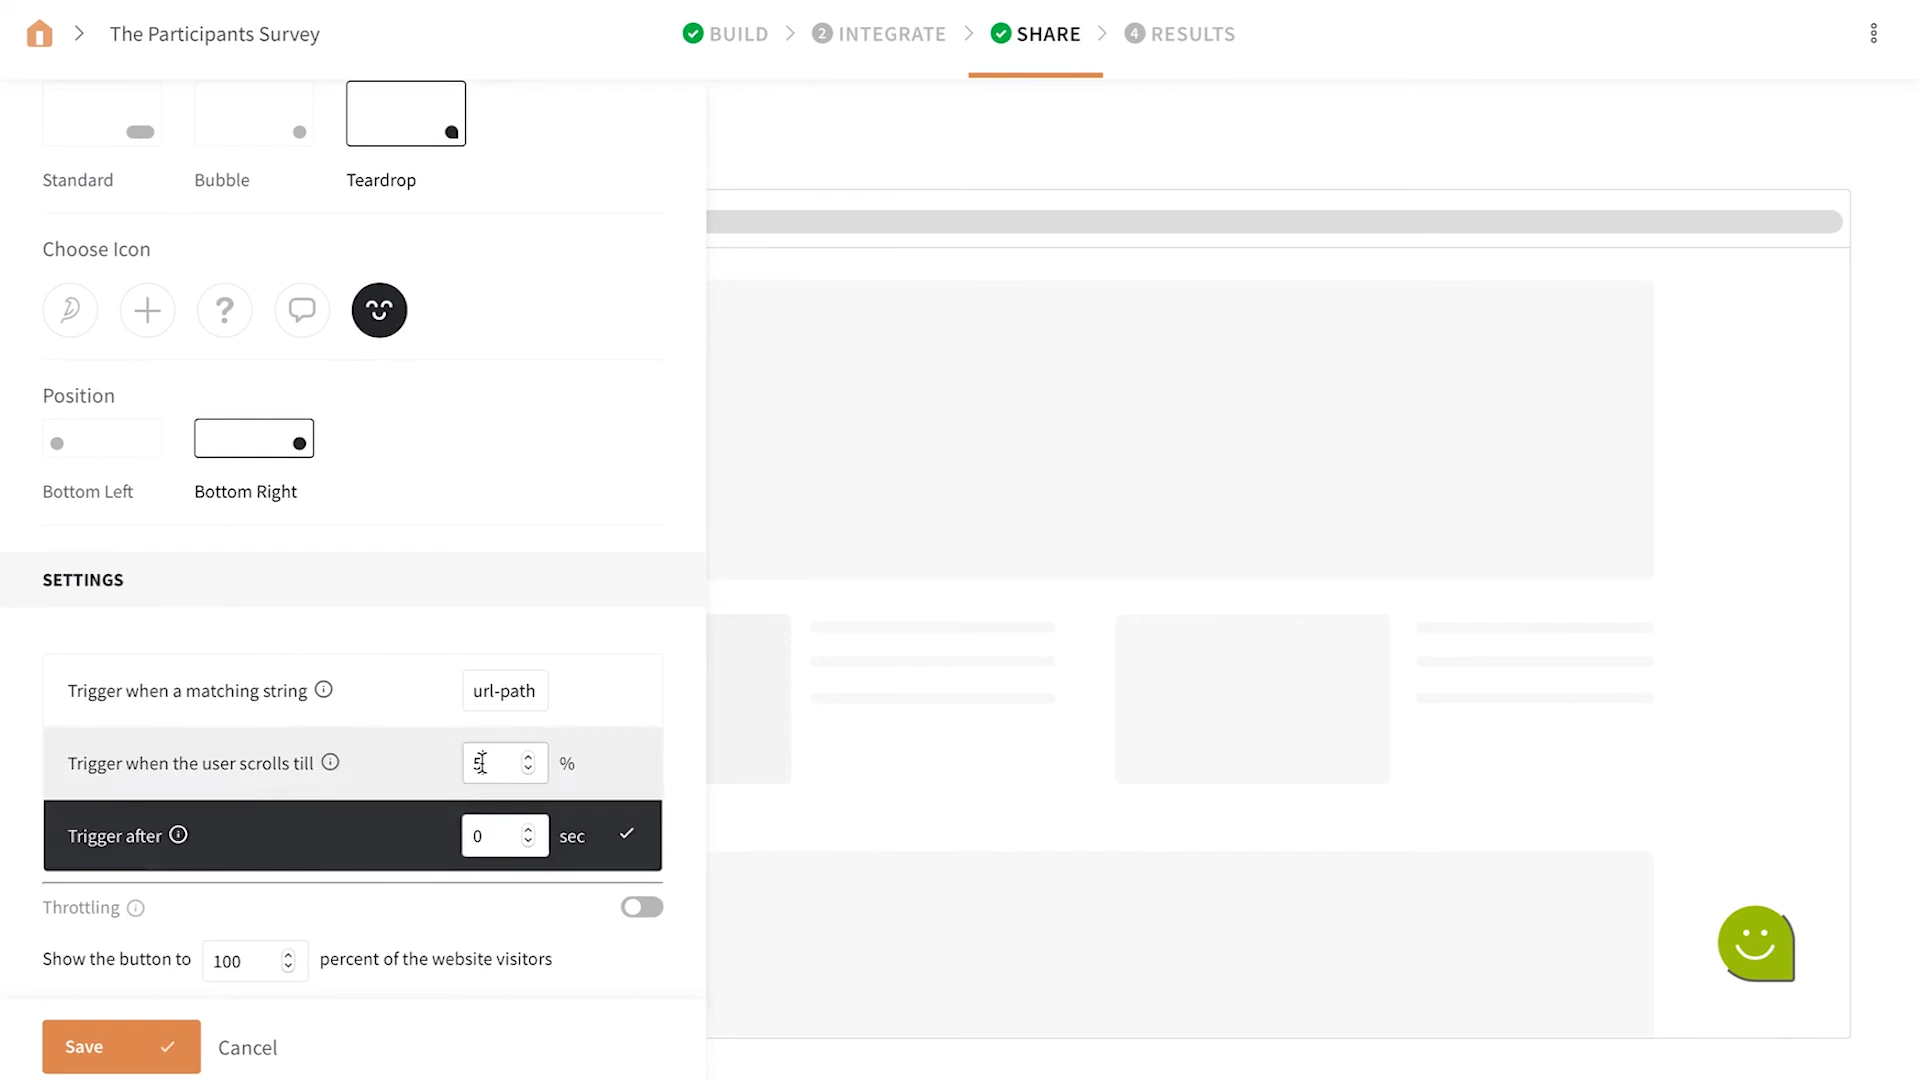 The Participants Survey
BUILD
2 INTEGRATE
SHARE
4 RESULTS
Standard
Bubble
Teardrop
Choose Icon
?
Position
Bottom Left
Bottom Right
SETTINGS
Trigger when a matching string
url-path
Trigger when the user scrolls till
5 %
Trigger after
0 sec
Throttling
Show the button to 100 percent of the website visitors
Save
Cancel